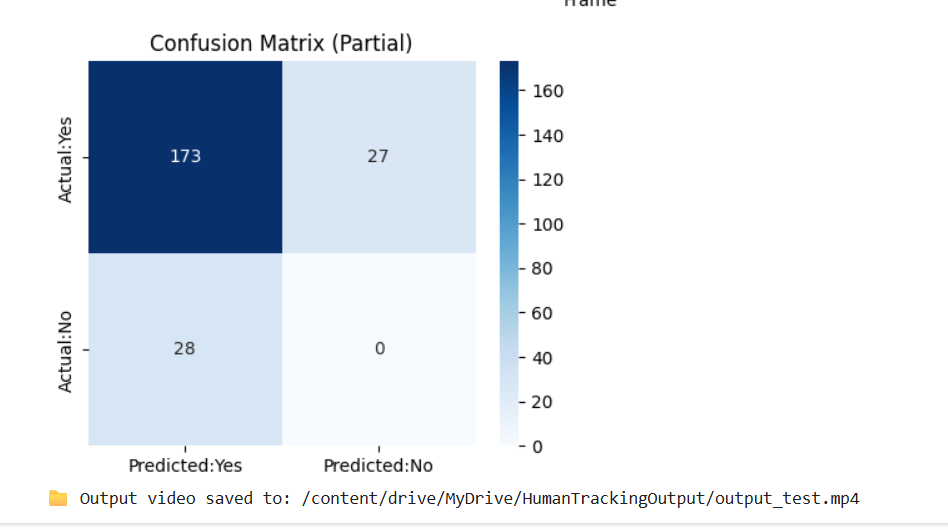 Frame
Confusion Matrix (Partial)
Actual:Yes
173
27
Actual:No
28
0
Predicted:Yes
Predicted:No
160
140
120
100
80
60
40
20
0
Output video saved to: /content/drive/MyDrive/HumanTrackingOutput/output_test.mp4